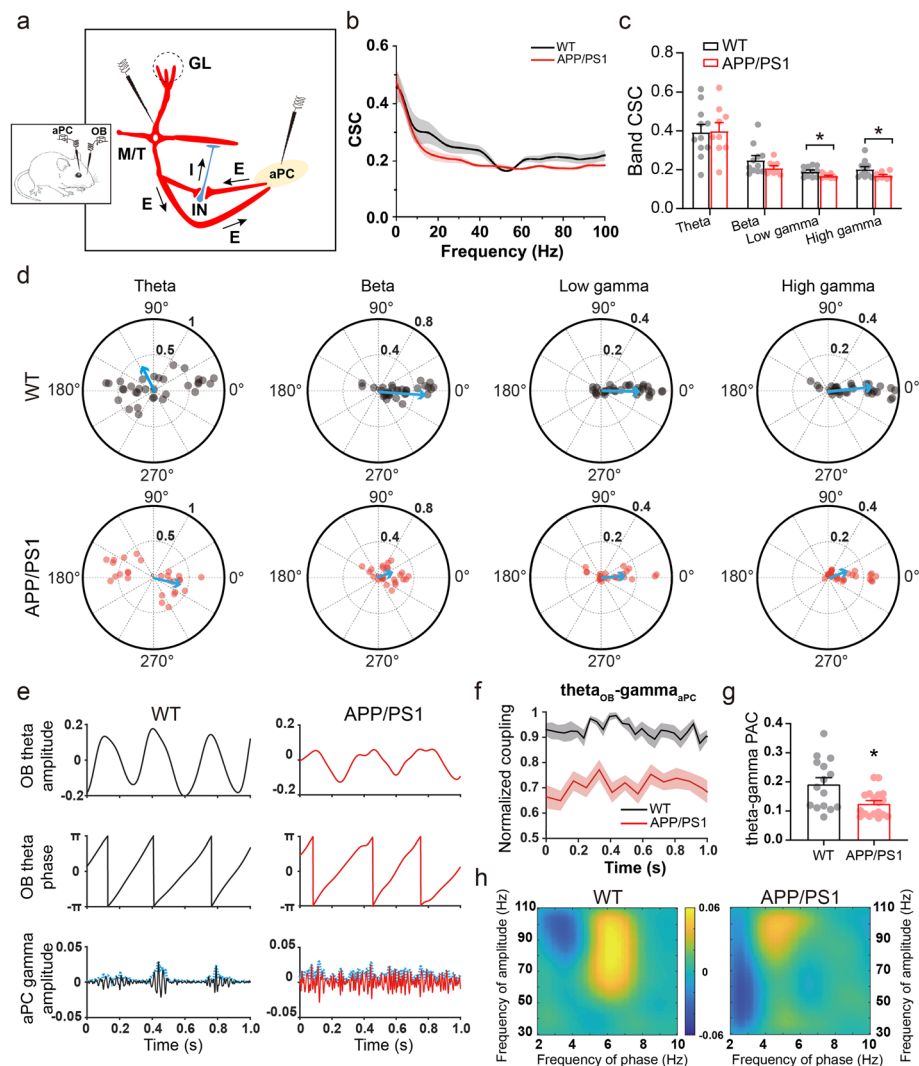 a
GL
aPC
OB
M/T
I
E
aPC
IN
E
E
b
0.6
WT
APP/PS1
0.4
CSC
0.2
0.0
0 20 40 60 80 100
Frequency (Hz)
c
WT
APP/PS1
0.8
0.6
* *
0.4
Band CSC
0.2
0.0
Theta
Beta
Low gamma
High gamma
d
Theta Beta Low gamma High gamma
90° 90° 90° 90°
1 0.8 0.4 0.4
0.5 0.4 0.2 0.2
WT
180° 0° 180° 0° 180° 0° 180° 0°
270° 270° 270° 270°
90° 90° 90° 90°
1 0.8 0.4 0.4
0.5 0.4 0.2 0.2
APP/PS1
180° 0° 180° 0° 180° 0° 180° 0°
270° 270° 270° 270°
e
WT APP/PS1
OB theta
amplitude
0.2
0
-0.2
OB theta
phase
π π
-π -π
aPC gamma
amplitude
0.05 0.05
0 0
-0.05 -0.05
0 0.2 0.4 0.6 0.8 1.0 0 0.2 0.4 0.6 0.8 1.0
Time (s) Time (s)
f
thetaOB-gammaaPC
Normalized coupling
1
0.9
0.8
0.7
0.6
0.5
WT
APP/PS1
0 0.2 0.4 0.6 0.8 1.0
Time (s)
g
theta-gamma PAC
0.4
0.3
0.2
0.1
0.0
*
WT APP/PS1
h
WT APP/PS1
Frequency of amplitude (Hz)
110
90
70
50
30
2 4 6 8 10
Frequency of phase (Hz)
0.06
0
-0.06
110
90
70
50
30
Frequency of amplitude (Hz)
2 4 6 8 10
Frequency of phase (Hz)